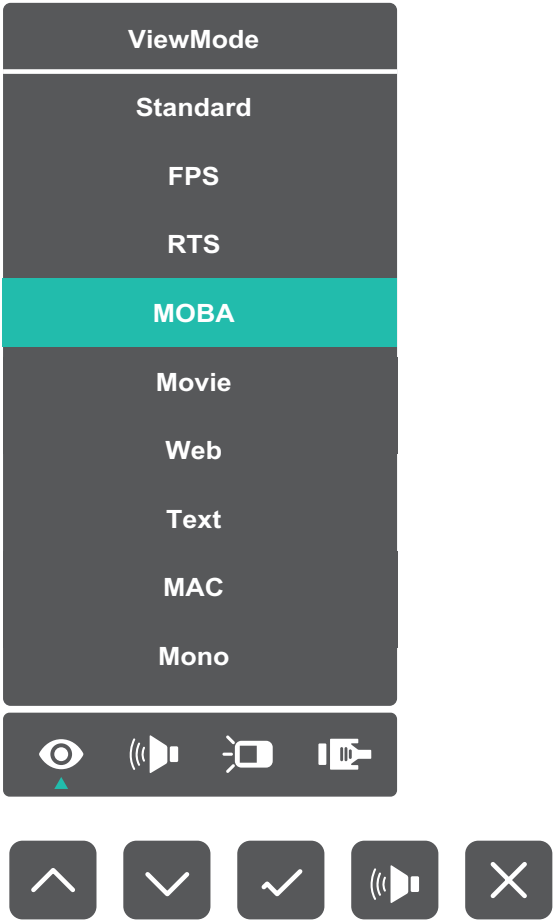 ViewMode
Standard
FPS
RTS
MOBA
Movie
Web
Text
MAC
Mono